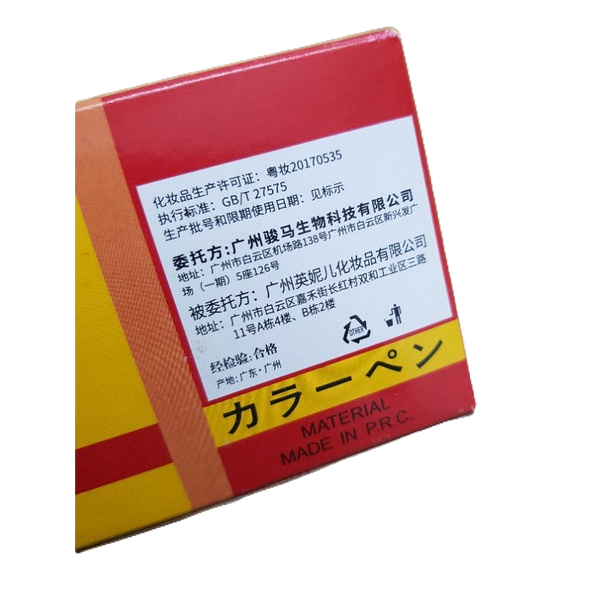 化妆品生产许可证：粤妆20170535
执行标准：GB/T 27575
生产批号和限期使用日期：见标示
委托方:广州骏马生物科技有限公司
地址：广州市白云区机场路138号广州市白云区新兴发广
场（一期）5座126号
被委托方：广州英妮儿化妆品有限公司
地址：广州市白云区嘉禾街长红村双和工业区三路
11号A栋4楼、B栋2楼
OTHER
经检验:合格
产地:广东·广州
カラーペン
MATERIAL
MADE IN P.R.C.